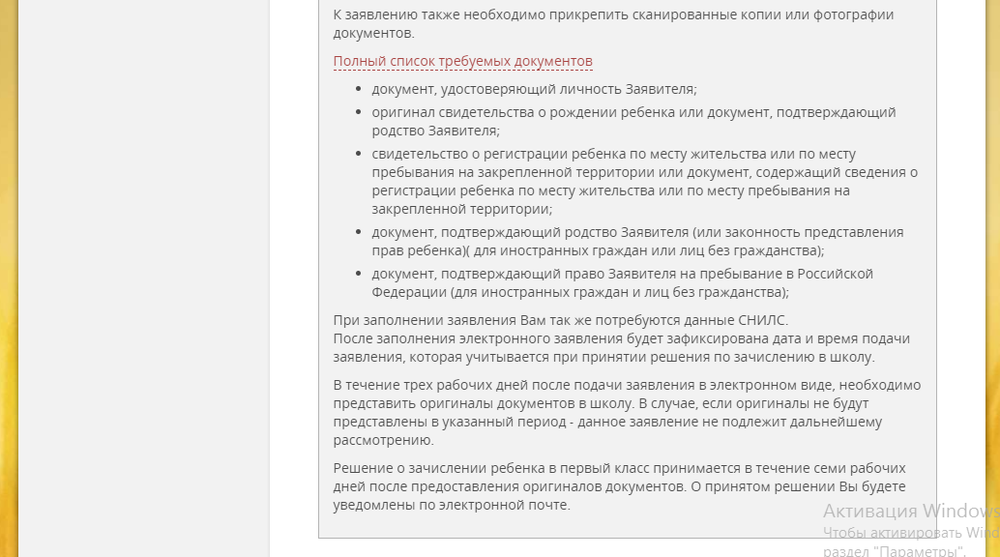 К заявлению также необходимо прикрепить сканированные копии или фотографии
документов.
Полный список требуемых документов
документ, удостоверяющий личность Заявителя;
оригинал свидетельства о рождении ребенка или документ, подтверждающий
родство Заявителя;
свидетельство о регистрации ребенка по месту жительства или по месту
пребывания на закрепленной территории или документ, содержащий сведения о
регистрации ребенка по месту жительства или по месту пребывания на
закрепленной территории;
документ, подтверждающий родство Заявителя (или законность представления
прав ребенка)( для иностранных граждан или лиц без гражданства);
документ, подтверждающий право Заявителя на пребывание в Российской
Федерации (для иностранных граждан и лиц без гражданства);
При заполнении заявления Вам так же потребуются данные СНИЛС.
После заполнения электронного заявления будет зафиксирована дата и время подачи
заявления, которая учитывается при принятии решения по зачислению в школу.
В течение трех рабочих дней после подачи заявления в электронном виде, необходимо
представить оригиналы документов в школу. В случае, если оригиналы не будут
представлены в указанный период - данное заявление не подлежит дальнейшему
рассмотрению.
Решение о зачислении ребенка в первый класс принимается в течение семи рабочих
дней после предоставления оригиналов документов. О принятом решении Вы будете
уведомлены по электронной почте.
Активация Windows
Чтобы активировать Wind
раздел "Параметры".